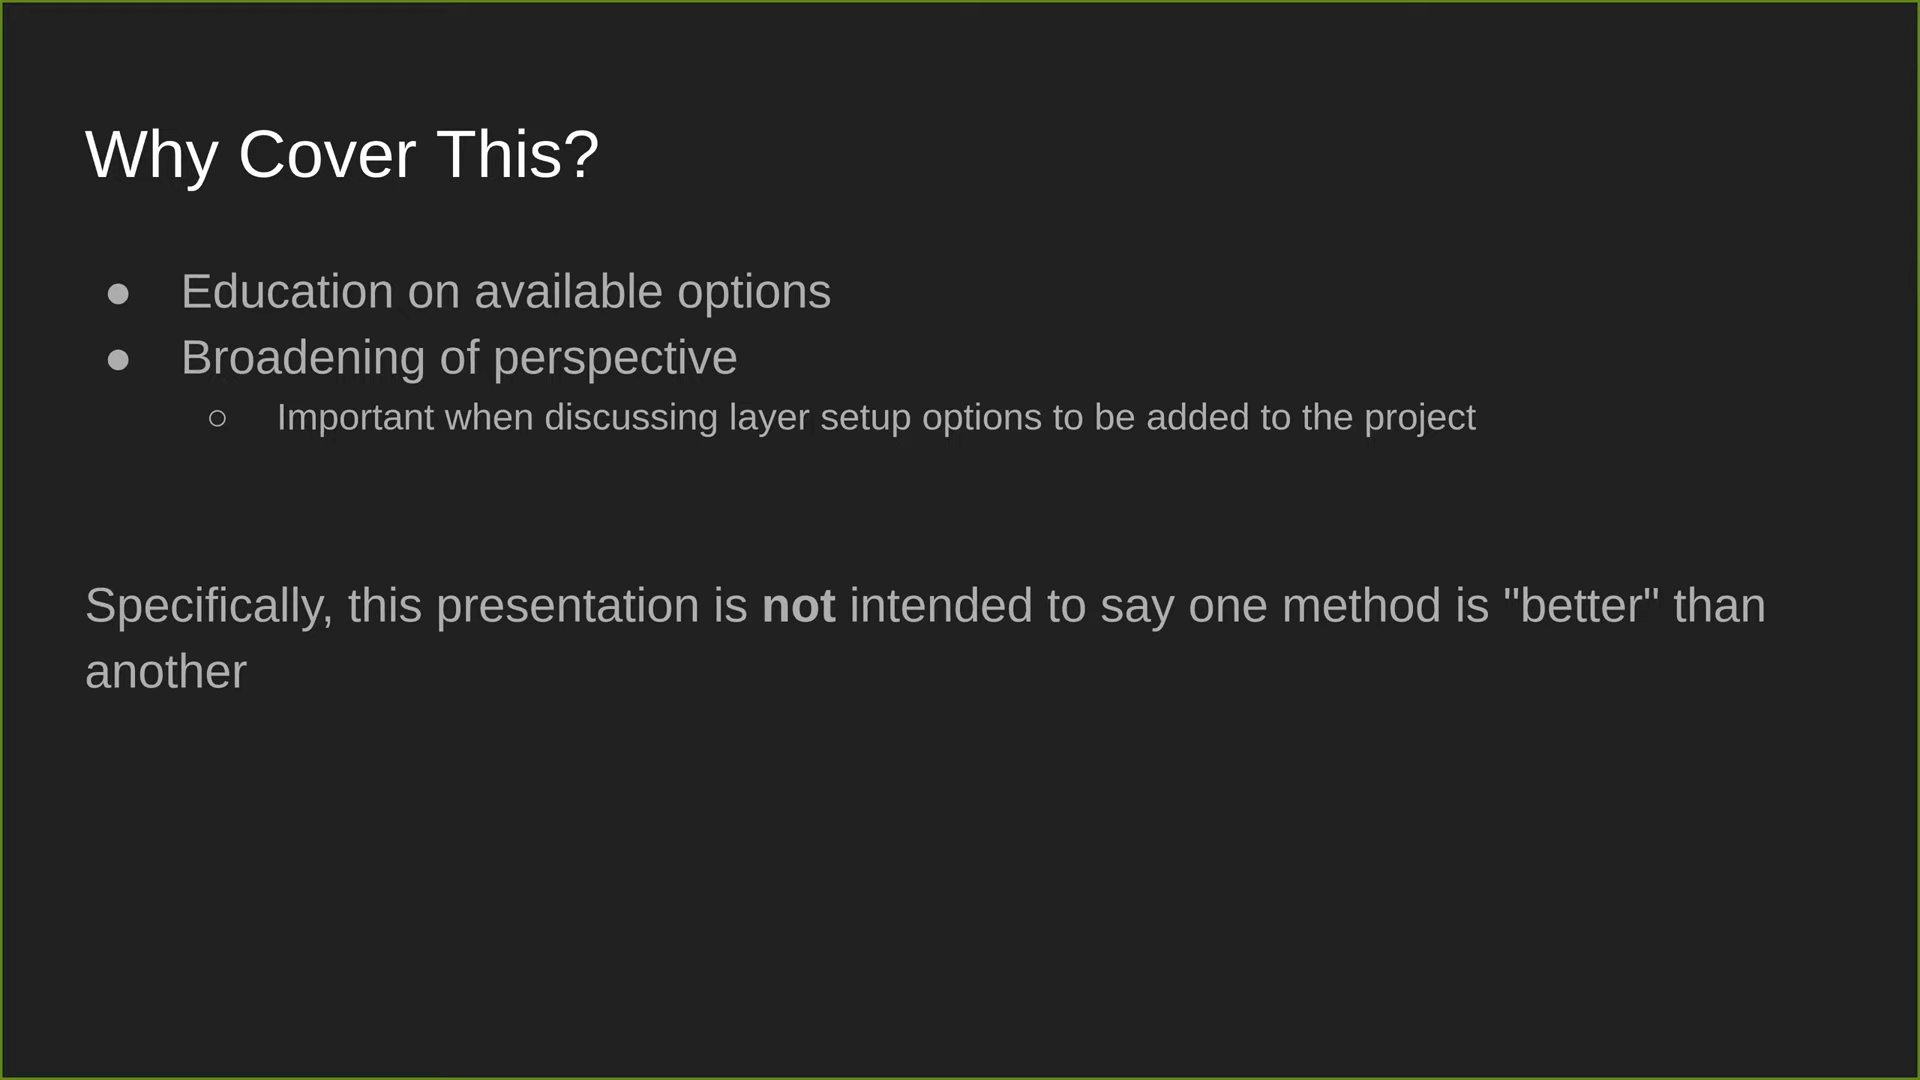 Why Cover This?
● Education on available options
● Broadening of perspective
○ Important when discussing layer setup options to be added to the project
Specifically, this presentation is not intended to say one method is "better" than
another